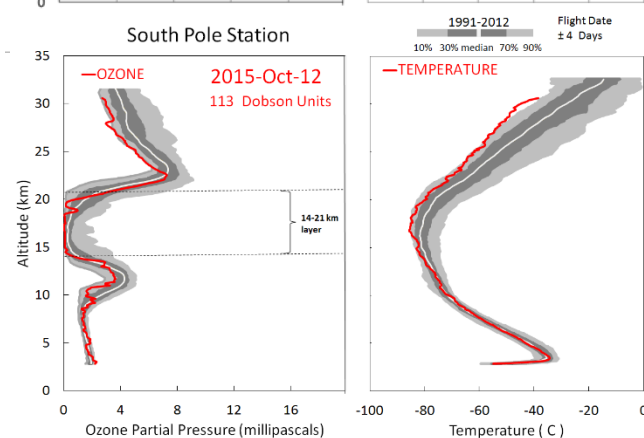 0
South Pole Station
1991-2012
Flight Date
± 4 Days
10% 30% median 70% 90%
35
30
25
20
15
10
5
0
Altitude (km)
OZONE
2015-Oct-12
113 Dobson Units
14-21 km
layer
0 4 8 12 16
Ozone Partial Pressure (millipascals)
TEMPERATURE
-100 -80 -60 -40 -20 0
Temperature ( C )